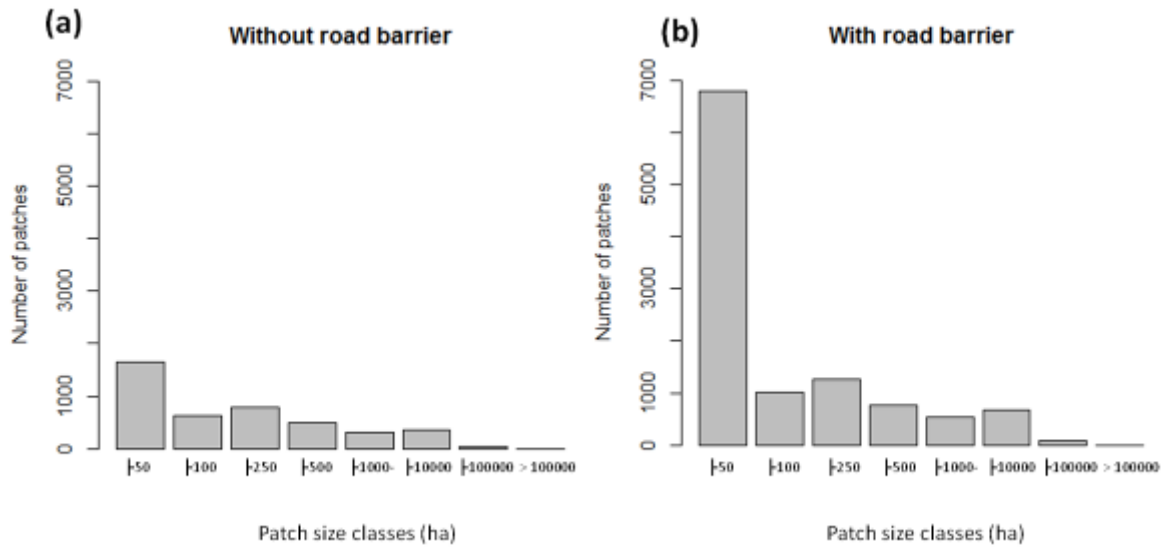 (a)
Without road barrier
Number of patches
7000
5000
3000
1000
0
├50 ├100 ├250 ├500 ├1000- ├10000 ├100000 > 100000
(b)
With road barrier
Number of patches
7000
5000
3000
1000
0
├50 ├100 ├250 ├500 ├1000- ├10000 ├100000 > 100000
Patch size classes (ha)
Patch size classes (ha)